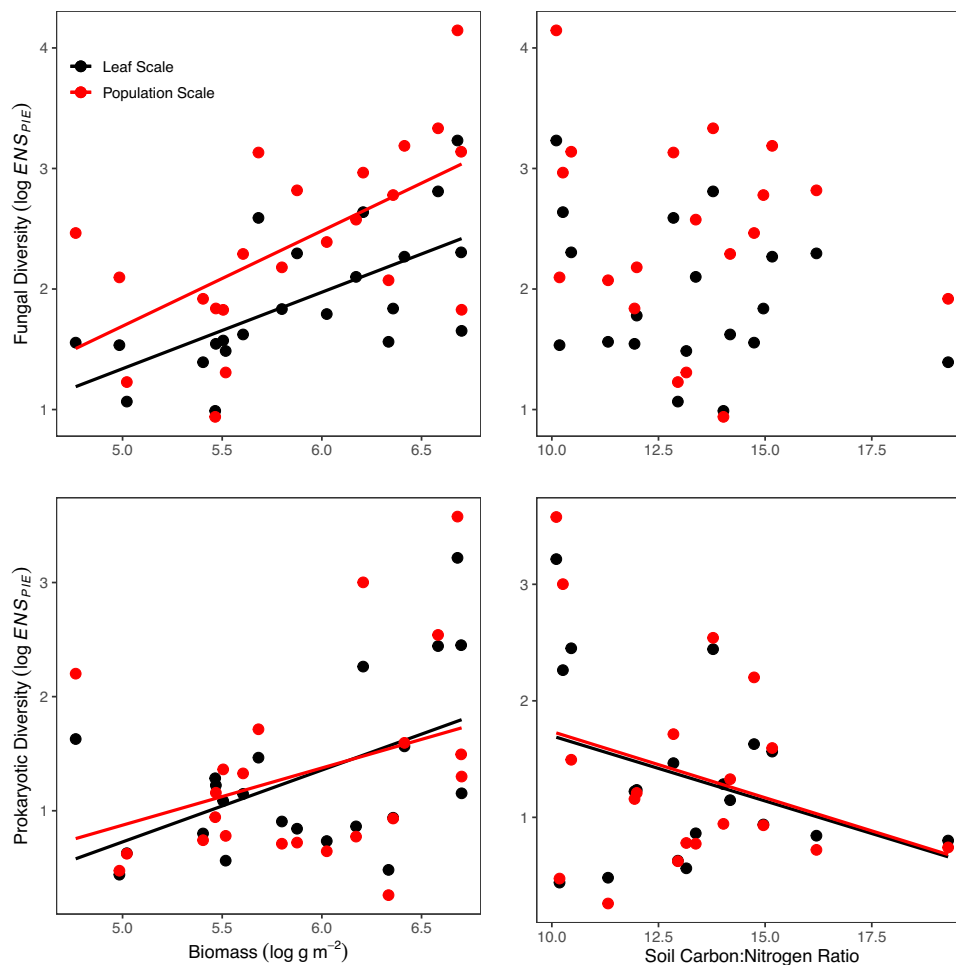 4
3
2
1
Fungal Diversity (log ENS_PIE)
Leaf Scale
Population Scale
5.0 5.5 6.0 6.5
4
3
2
1
10.0 12.5 15.0 17.5
3
2
1
Prokaryotic Diversity (log ENS_PIE)
5.0 5.5 6.0 6.5
Biomass (log g m⁻²)
3
2
1
10.0 12.5 15.0 17.5
Soil Carbon:Nitrogen Ratio